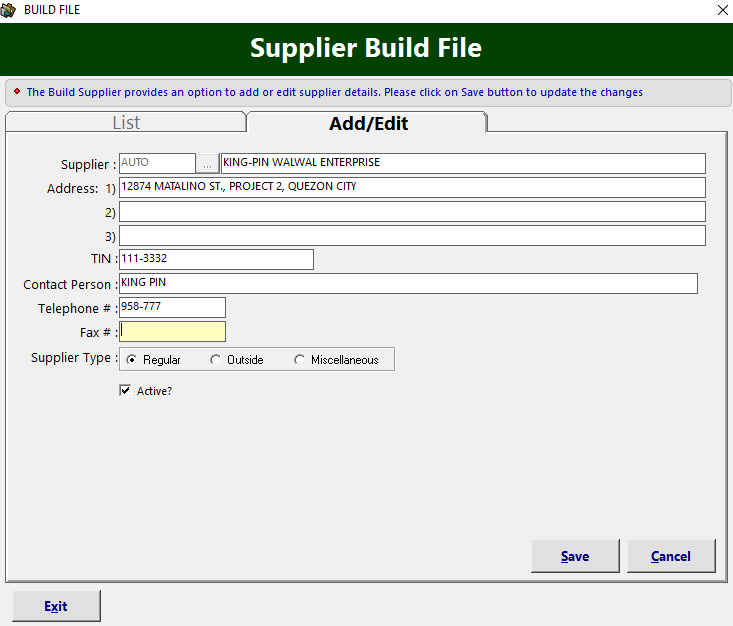 BUILD FILE
Supplier Build File
The Build Supplier provides an option to add or edit supplier details. Please click on Save button to update the changes
List Add/Edit
Supplier : AUTO ... KING-PIN WALWAL ENTERPRISE
Address: 1) 12874 MATALINO ST., PROJECT 2, QUEZON CITY
2)
3)
TIN : 111-3332
Contact Person : KING PIN
Telephone # : 958-777
Fax # :
Supplier Type : Regular Outside Miscellaneous
Active?
Save Cancel
Exit